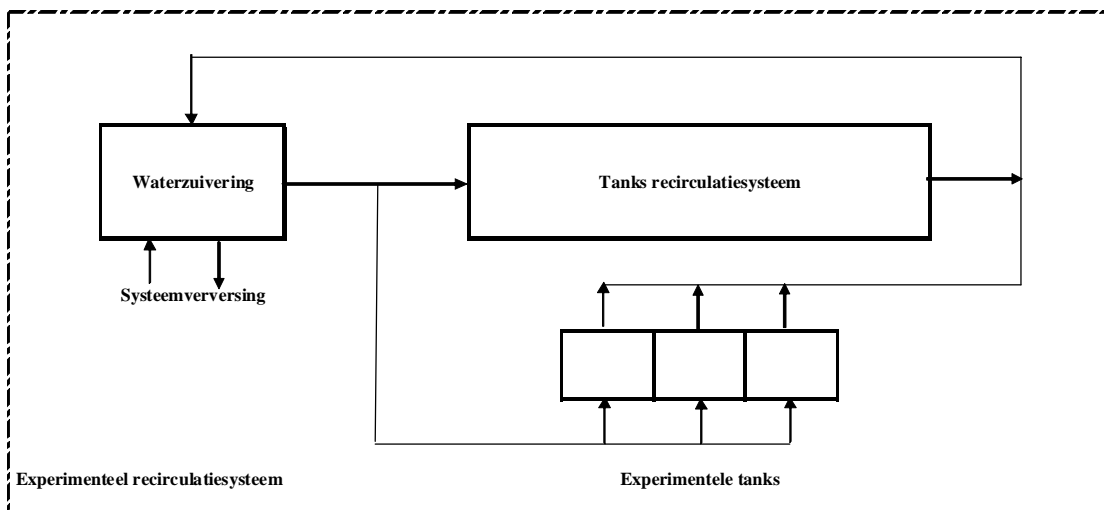 Waterzuivering
Tanks recirculatiesysteem
Systeemverversing
Experimenteel recirculatiesysteem
Experimentele tanks